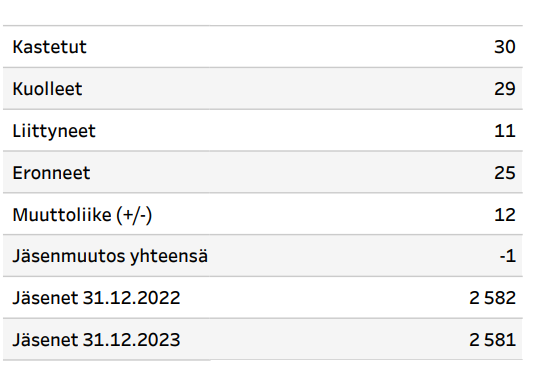 Kastetut 30
Kuolleet 29
Liittyneet 11
Eronneet 25
Muuttoliike (+/-) 12
Jäsenmuutos yhteensä -1
Jäsenet 31.12.2022 2 582
Jäsenet 31.12.2023 2 581